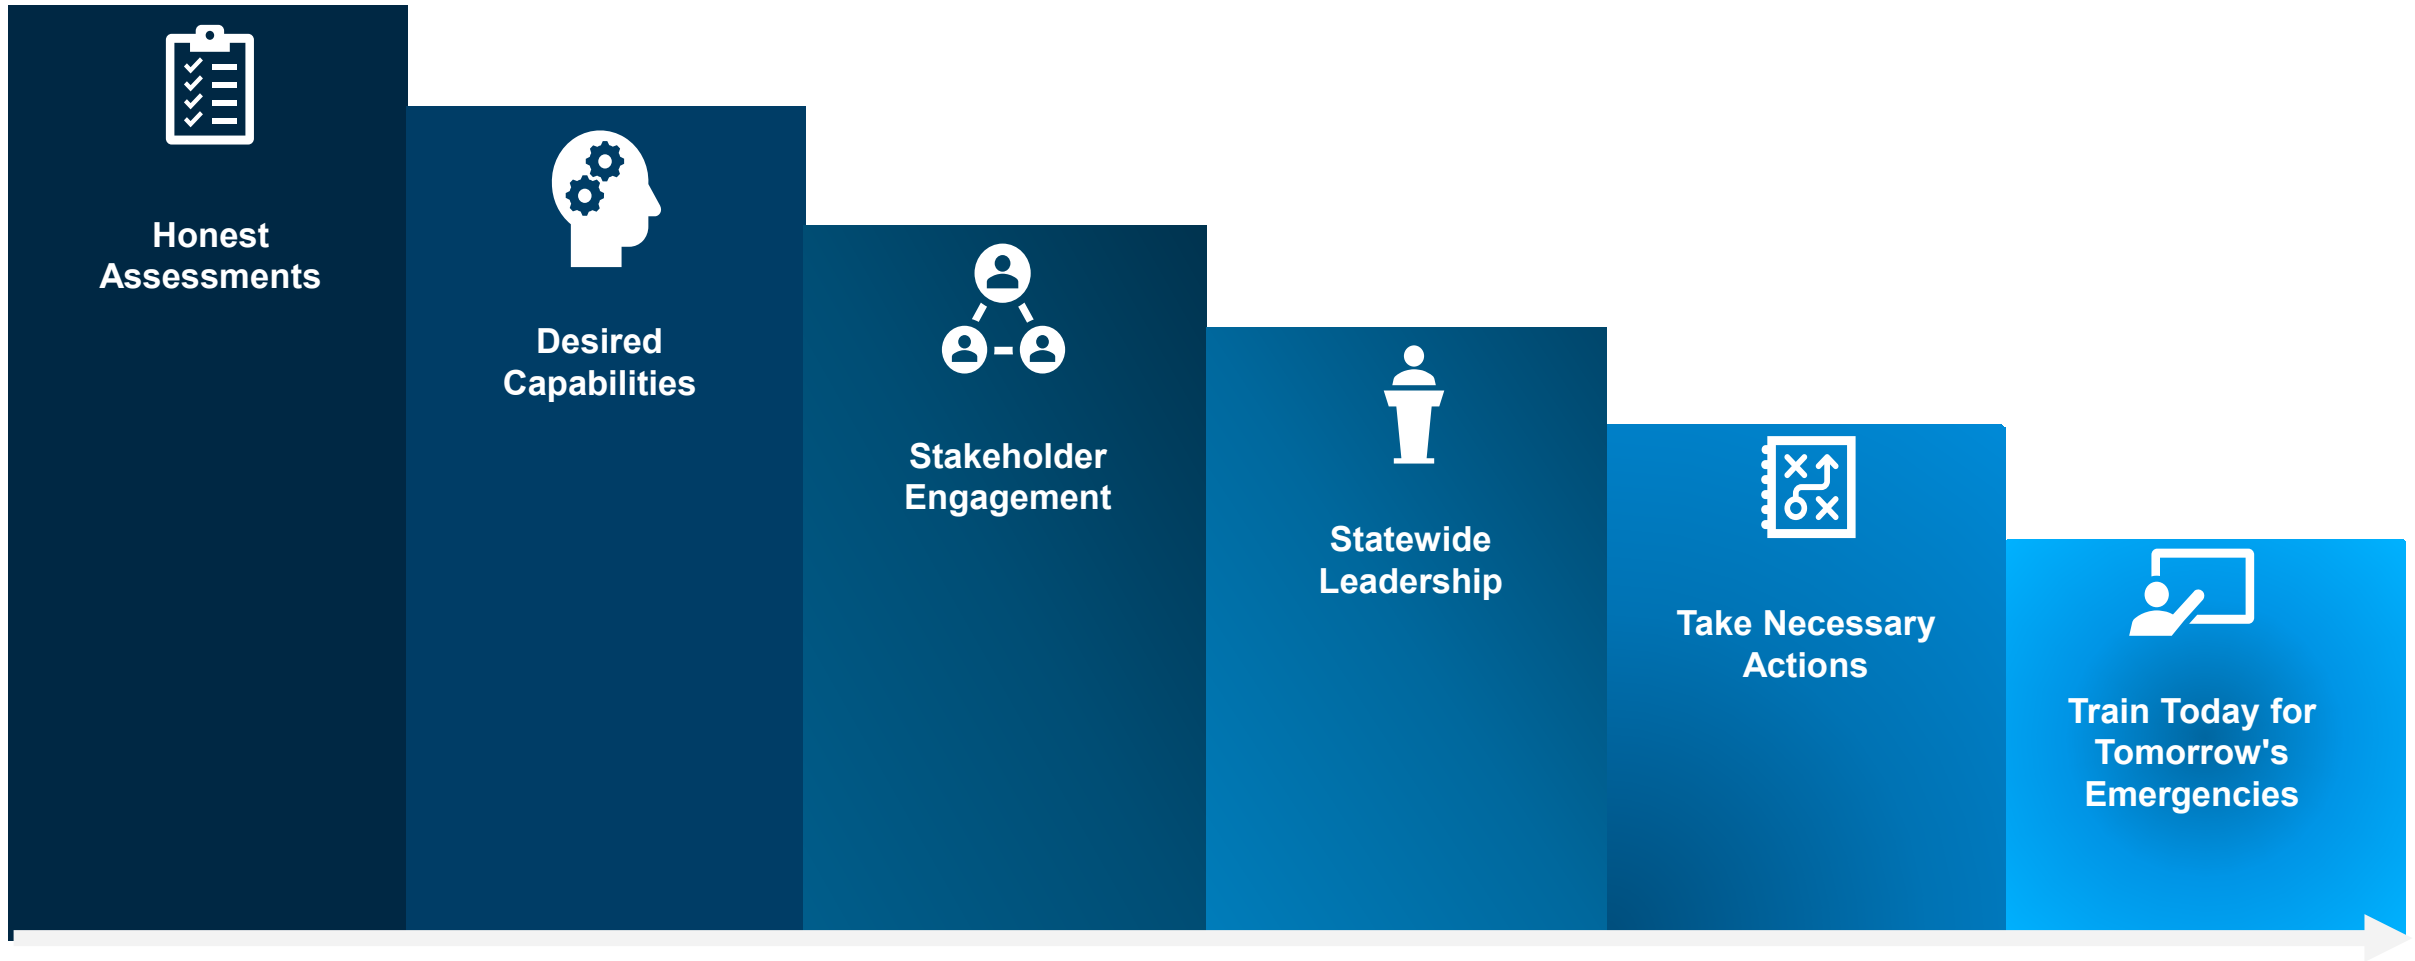 Honest
Assessments
Desired
Capabilities
Stakeholder
Engagement
Statewide
Leadership
Take Necessary
Actions
Train Today for
Tomorrow's
Emergencies